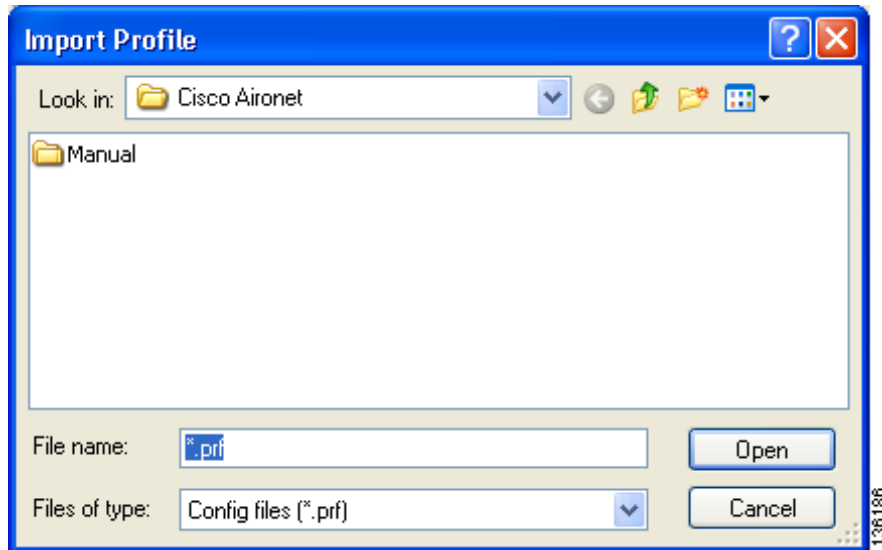 Import Profile
Look in: Cisco Aironet
Manual
File name: *.prf Open
Files of type: Config files (*.prf) Cancel
136186